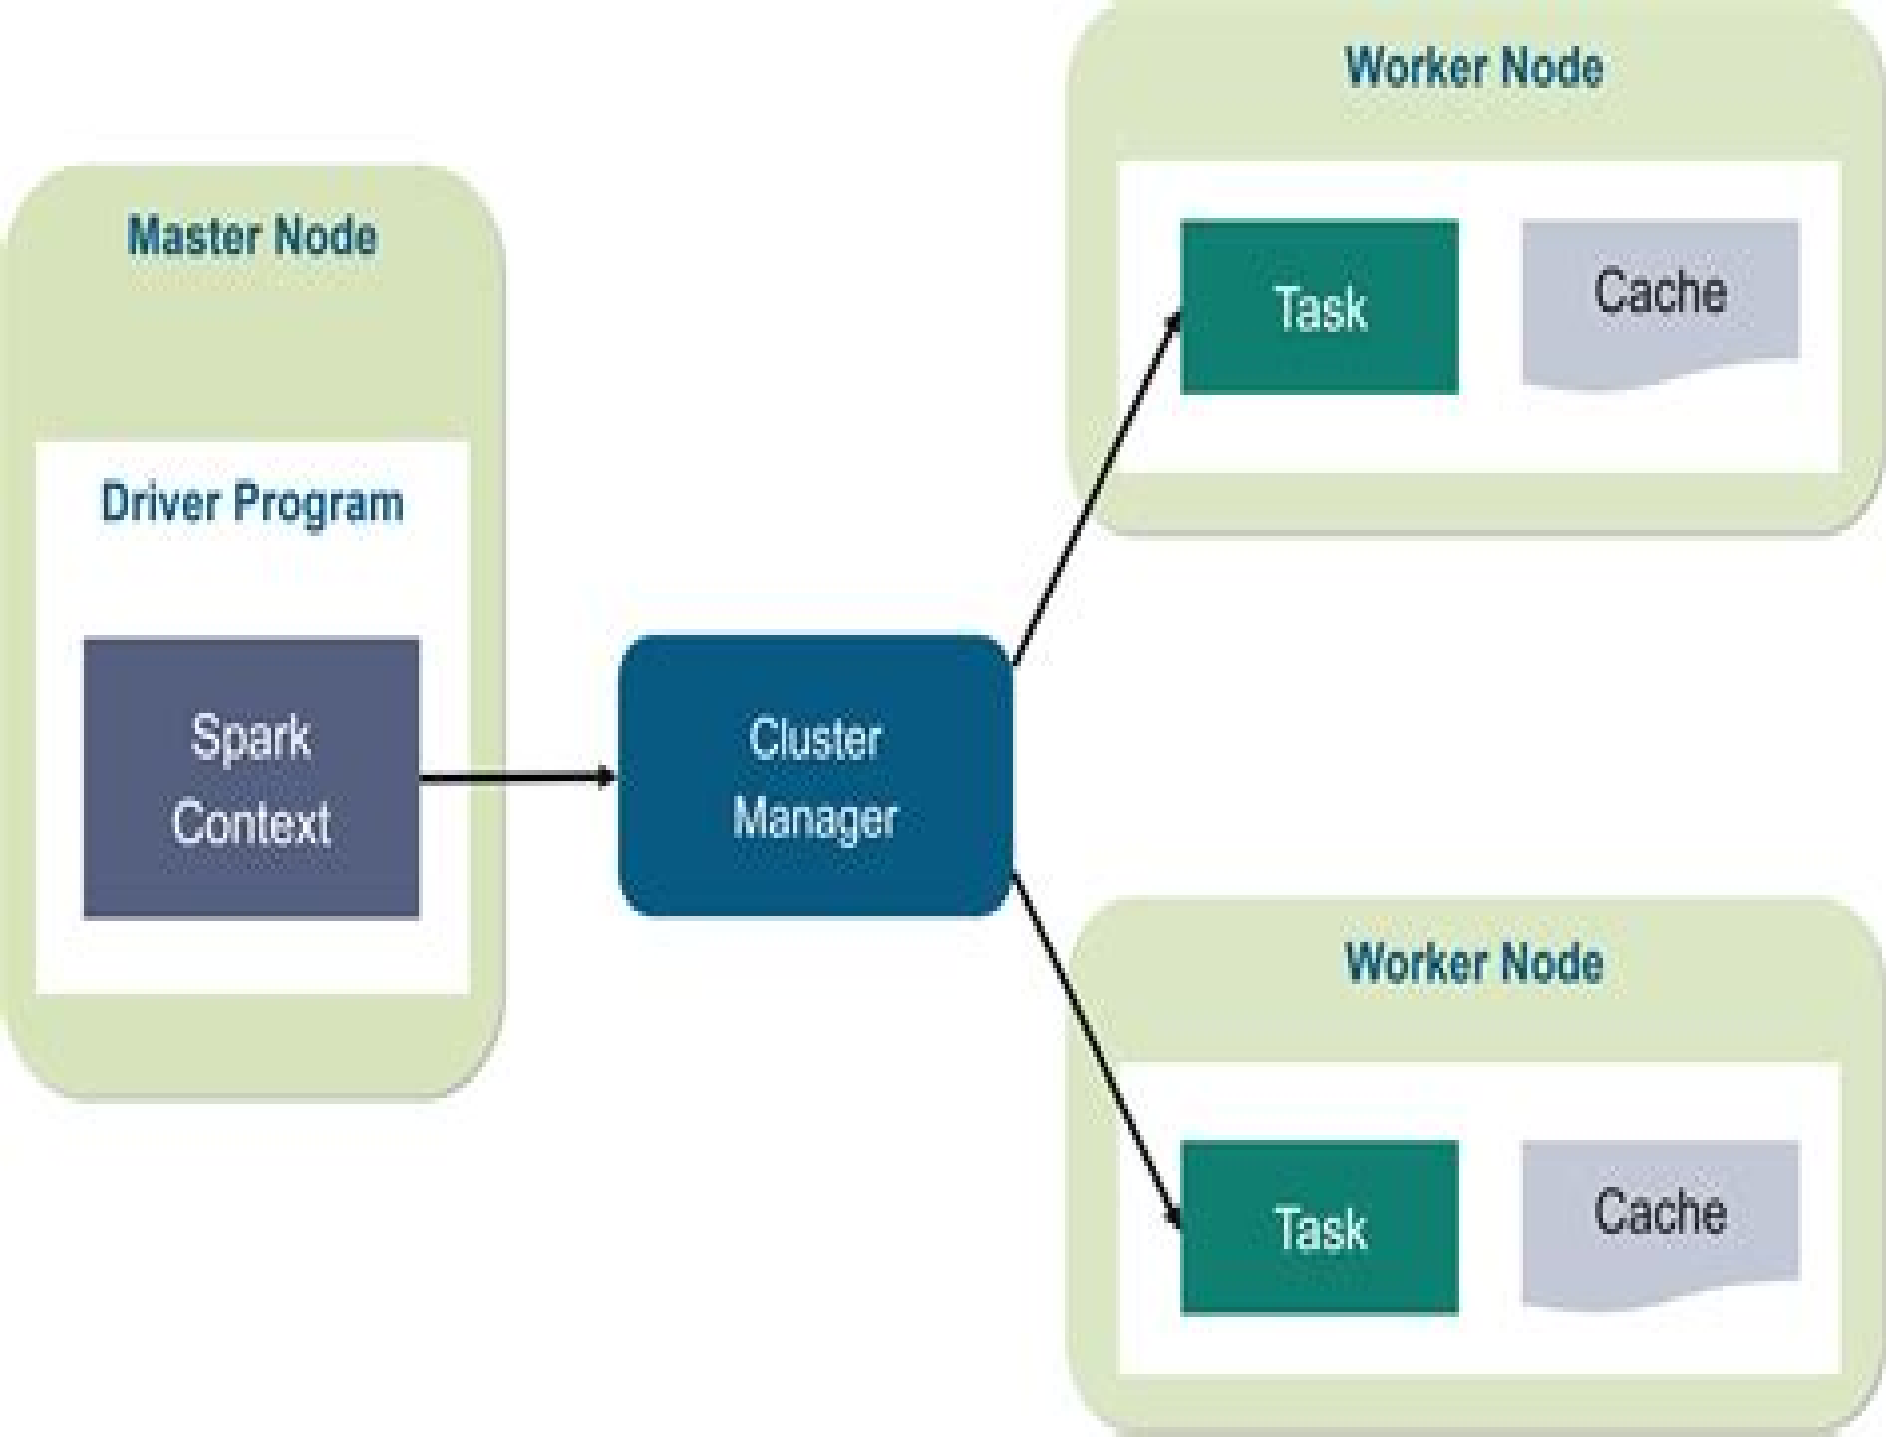 Master Node
Driver Program
Spark
Context
Cluster
Manager
Worker Node
Task
Cache
Worker Node
Task
Cache